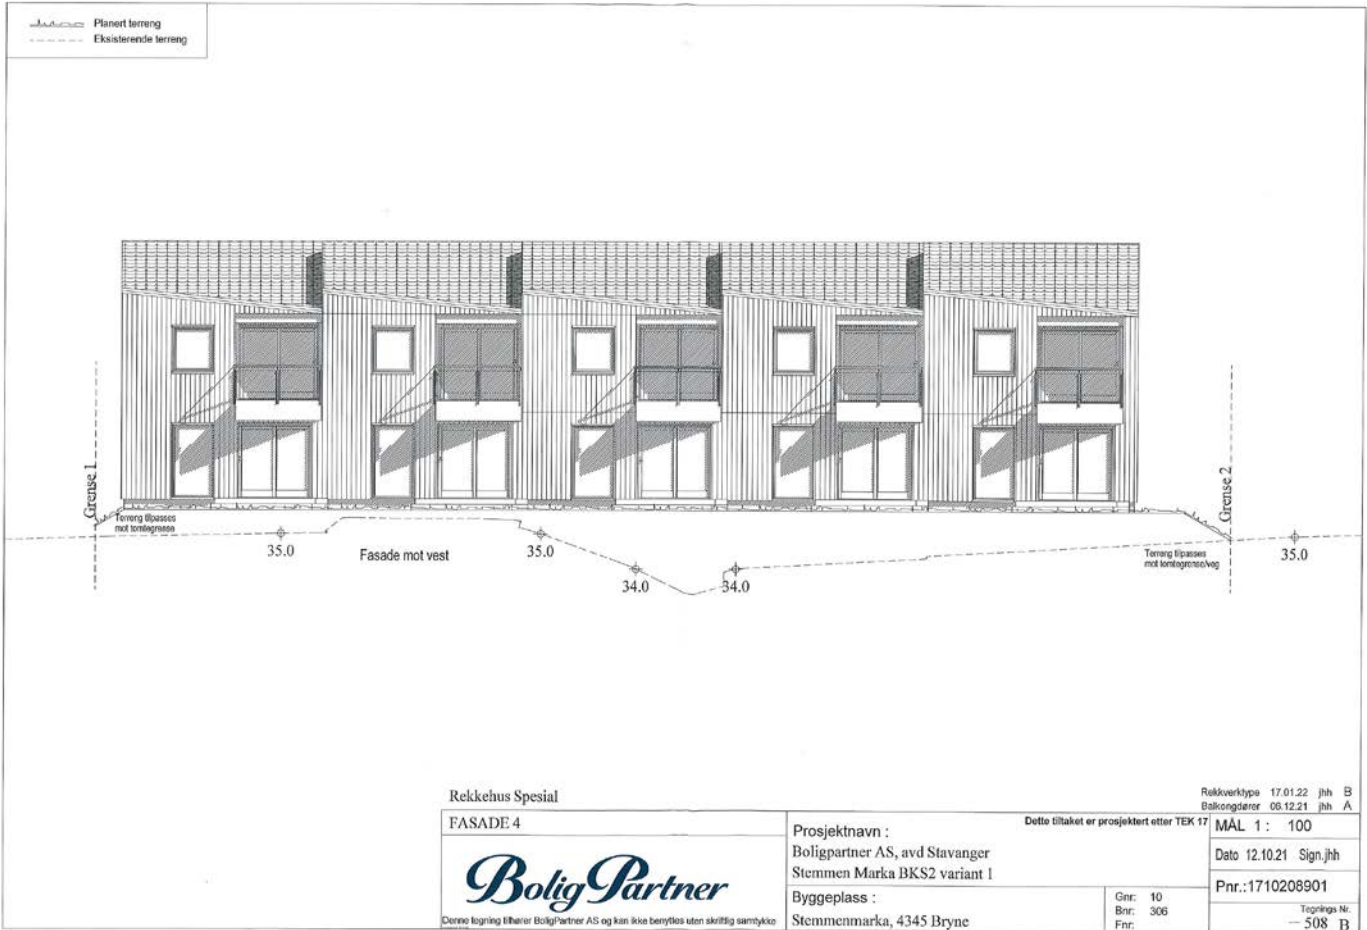 Planert terreng
Eksisterende terreng
Grense 1
Terreng tilpasses
mot tomtegrense
35.0
Fasade mot vest
35.0
34.0
34.0
Grense 2
Terreng tilpasses
mot tomtegrense/veg
35.0
Rekkehus Spesial
Rekkverktype 17.01.22 jhh B
Balkongdører 06.12.21 jhh A
FASADE 4
Dette tiltaket er prosjektert etter TEK 17
MÅL 1 : 100
Prosjektnavn :
Boligpartner AS, avd Stavanger
Stemmen Marka BKS2 variant 1
Dato 12.10.21 Sign.jhh
BoligPartner
Pnr.:1710208901
Byggeplass :
Stemmenmarka, 4345 Bryne
Gnr: 10
Bnr: 306
Fnr:
Tegnings Nr.
— 508 B
Denne tegning tilhører BoligPartner AS og kan ikke benyttes uten skriftlig samtykke